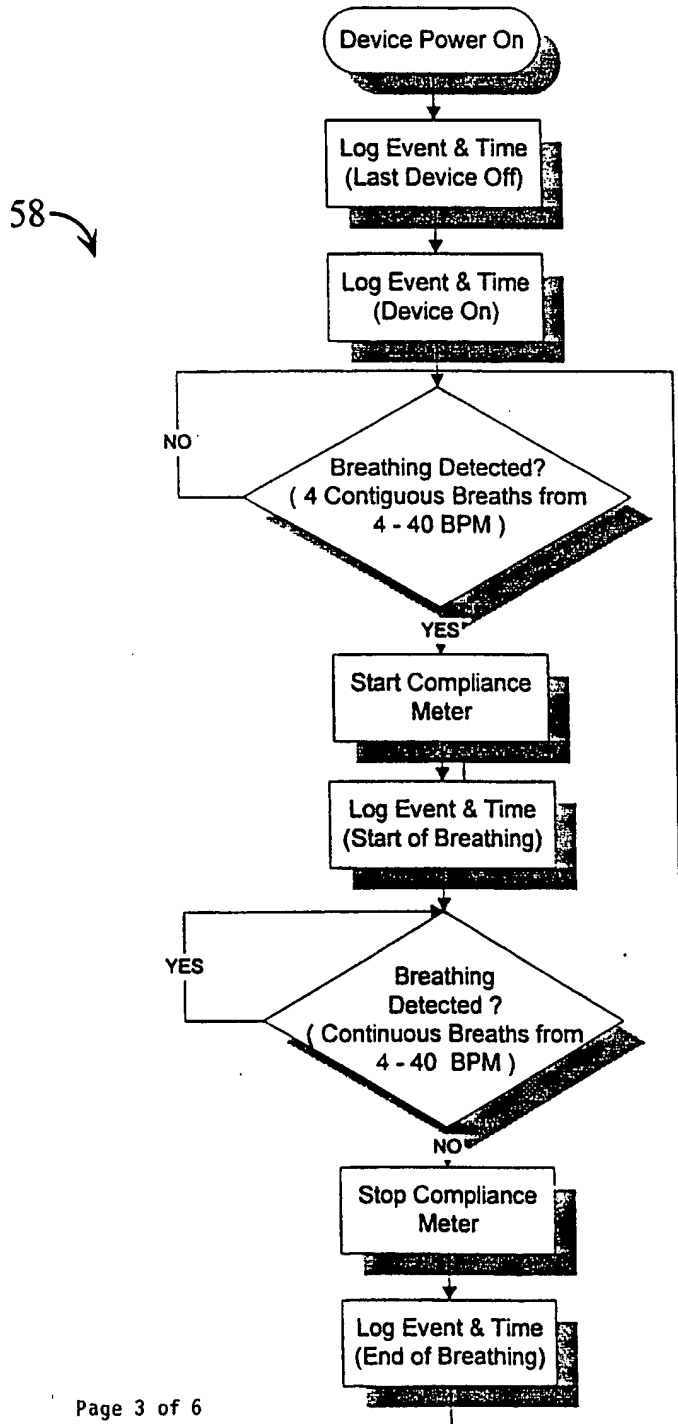 Device Power On
Log Event & Time
(Last Device Off)
58
Log Event & Time
(Device On)
NO
Breathing Detected?
( 4 Contiguous Breaths from
4 - 40 BPM )
YES
Start Compliance
Meter
Log Event & Time
(Start of Breathing)
YES
Breathing
Detected ?
( Continuous Breaths from
4 - 40 BPM )
NO
Stop Compliance
Meter
Log Event & Time
(End of Breathing)
Page 3 of 6